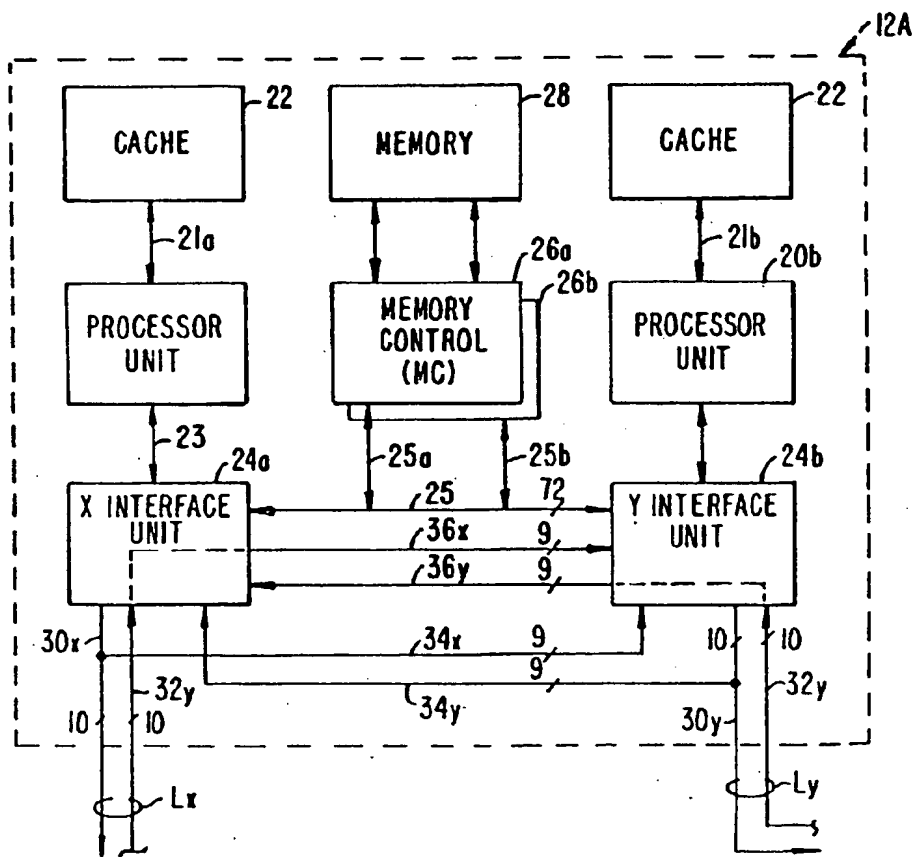 12A
22
28
22
CACHE
MEMORY
CACHE
21a
26a
26b
21b
20b
PROCESSOR
UNIT
MEMORY
CONTROL
(MC)
PROCESSOR
UNIT
23
24a
25a
25b
24b
X INTERFACE
UNIT
25
72
Y INTERFACE
UNIT
36x
9
36y
9
30x
34x
9
10
10
32y
9
32y
34y
30y
10
10
Lx
Ly